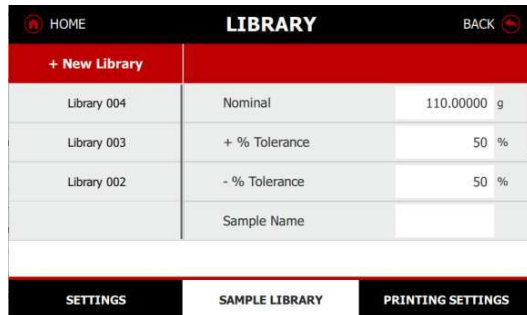 HOME LIBRARY BACK
+ New Library
Library 004 Nominal 110.00000 g
Library 003 + % Tolerance 50 %
Library 002 - % Tolerance 50 %
Sample Name
SETTINGS SAMPLE LIBRARY PRINTING SETTINGS